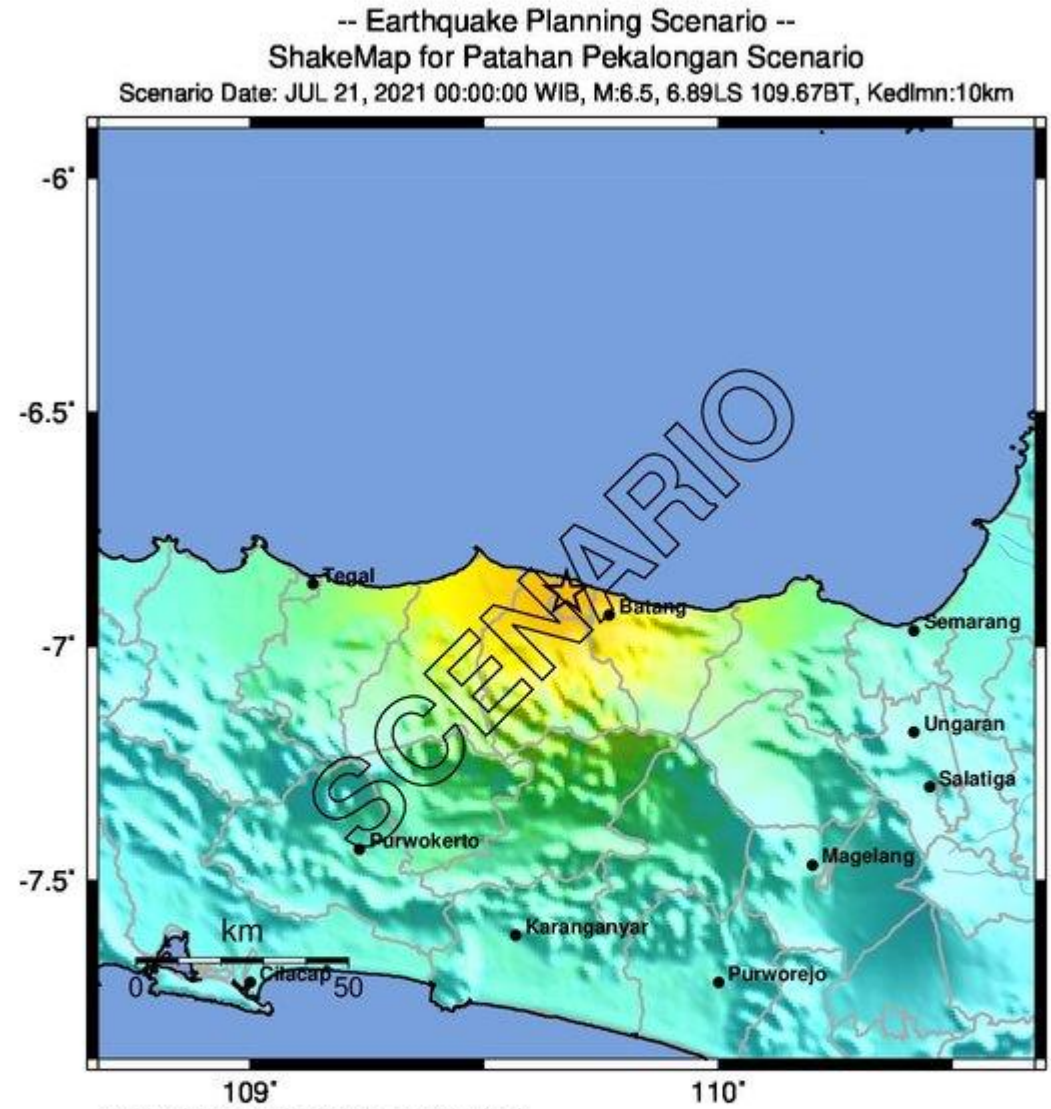 -- Earthquake Planning Scenario --
ShakeMap for Patahan Pekalongan Scenario
Scenario Date: JUL 21, 2021 00:00:00 WIB, M:6.5, 6.89LS 109.67BT, Kedlmn:10km
-6°
-6.5°
-7°
-7.5°
SCENARIO
Tegal
Batang
Semarang
Ungaran
Salatiga
Purwokerto
Magelang
Karanganyar
km
0
50
Cilacap
Purworejo
109°
110°